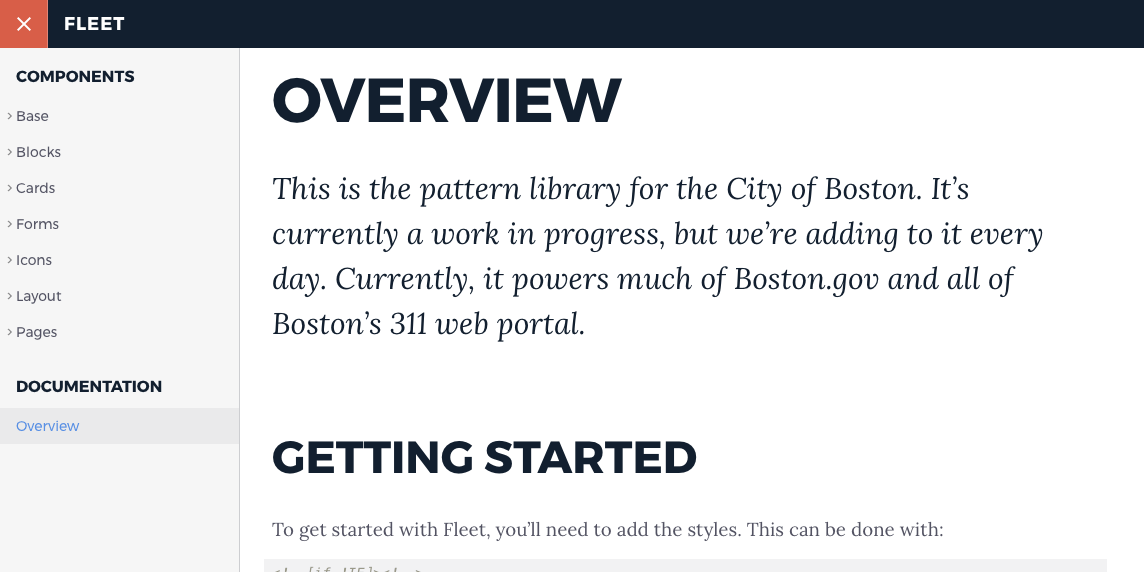 FLEET
COMPONENTS
Base
Blocks
Cards
Forms
Icons
Layout
Pages
DOCUMENTATION
Overview
OVERVIEW
This is the pattern library for the City of Boston. It’s
currently a work in progress, but we’re adding to it every
day. Currently, it powers much of Boston.gov and all of
Boston’s 311 web portal.
GETTING STARTED
To get started with Fleet, you’ll need to add the styles. This can be done with: